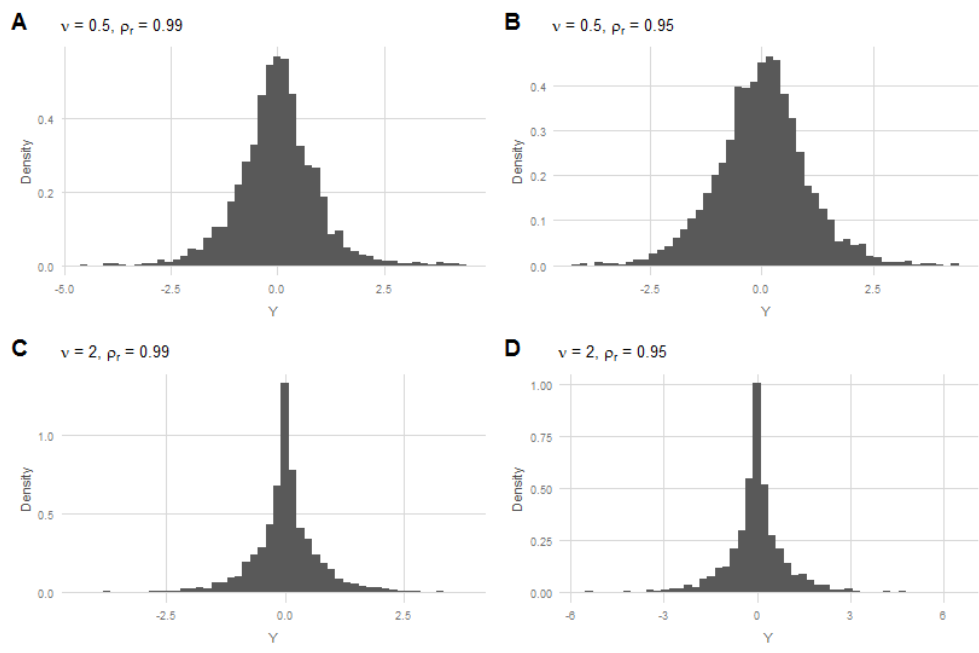 A ν = 0.5, ρr = 0.99
Density
0.4
0.2
0.0
-5.0 -2.5 0.0 2.5
Y
B ν = 0.5, ρr = 0.95
Density
0.4
0.3
0.2
0.1
0.0
-2.5 0.0 2.5
Y
C ν = 2, ρr = 0.99
Density
1.0
0.5
0.0
-2.5 0.0 2.5
Y
D ν = 2, ρr = 0.95
Density
1.00
0.75
0.50
0.25
0.00
-6 -3 0 3 6
Y